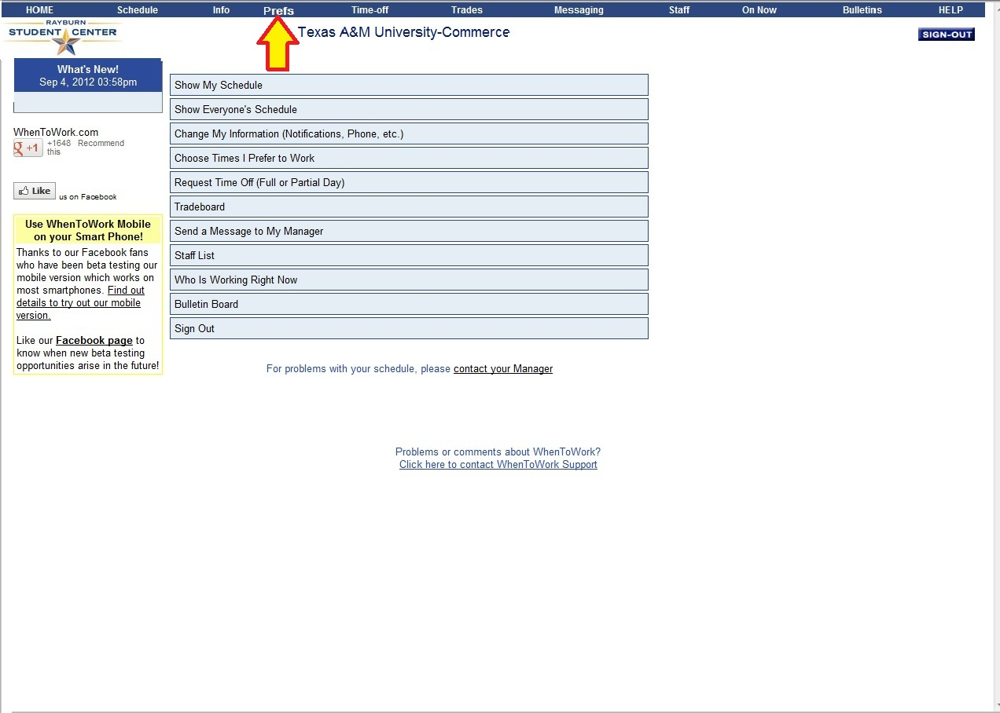 HOME Schedule Info Prefs Time-off Trades Messaging Staff On Now Bulletins HELP
RAYBURN
STUDENT CENTER
Texas A&M University-Commerce
SIGN-OUT
What's New!
Sep 4, 2012 03:58pm
WhenToWork.com
g +1 +1648 Recommend
this
Like us on Facebook
Use WhenToWork Mobile
on your Smart Phone!
Thanks to our Facebook fans
who have been beta testing our
mobile version which works on
most smartphones. Find out
details to try out our mobile
version.
Like our Facebook page to
know when new beta testing
opportunities arise in the future!
Show My Schedule
Show Everyone's Schedule
Change My Information (Notifications, Phone, etc.)
Choose Times I Prefer to Work
Request Time Off (Full or Partial Day)
Tradeboard
Send a Message to My Manager
Staff List
Who Is Working Right Now
Bulletin Board
Sign Out
For problems with your schedule, please contact your Manager
Problems or comments about WhenToWork?
Click here to contact WhenToWork Support